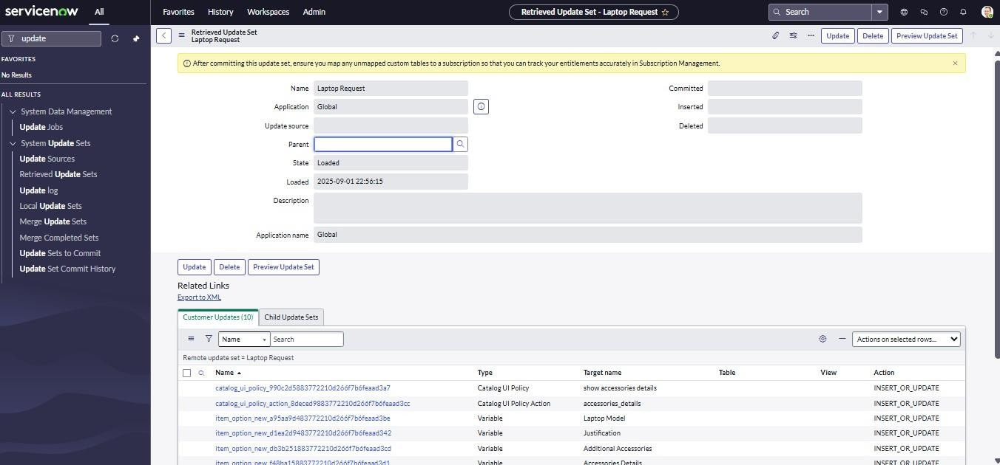 servicenow All Favorites History Workspaces Admin Retrieved Update Set - Laptop Request Search
update
FAVORITES
No Results
ALL RESULTS
System Data Management
Update Jobs
System Update Sets
Update Sources
Retrieved Update Sets
Update log
Local Update Sets
Merge Update Sets
Merge Completed Sets
Update Sets to Commit
Update Set Commit History
Retrieved Update Set
Laptop Request
Update Delete Preview Update Set
After committing this update set, ensure you map any unmapped custom tables to a subscription so that you can track your entitlements accurately in Subscription Management.
Name Laptop Request Committed
Application Global Inserted
Update source Deleted
Parent
State Loaded
Loaded 2025-09-01 22:56:15
Description
Application name Global
Update Delete Preview Update Set
Related Links
Export to XML
Customer Updates (10) Child Update Sets
Name Search Actions on selected rows...
Remote update set = Laptop Request
Name Type Target name Table View Action
catalog_ui_policy_990c2d5883772210d266f7b6feaad3a7 Catalog UI Policy show accessories details INSERT_OR_UPDATE
catalog_ui_policy_action_8deced9883772210d266f7b6feaad3cc Catalog UI Policy Action accessories_details INSERT_OR_UPDATE
item_option_new_a95aa9d483772210d266f7b6feaad3be Variable Laptop Model INSERT_OR_UPDATE
item_option_new_d1ea2d9483772210d266f7b6feaad342 Variable Justification INSERT_OR_UPDATE
item_option_new_db3b251883772210d266f7b6feaad3cd Variable Additional Accessories INSERT_OR_UPDATE
item_option_new_f48ba15883772210d266f7b6feaad3d1 Variable Accessories Details INSERT_OR_UPDATE